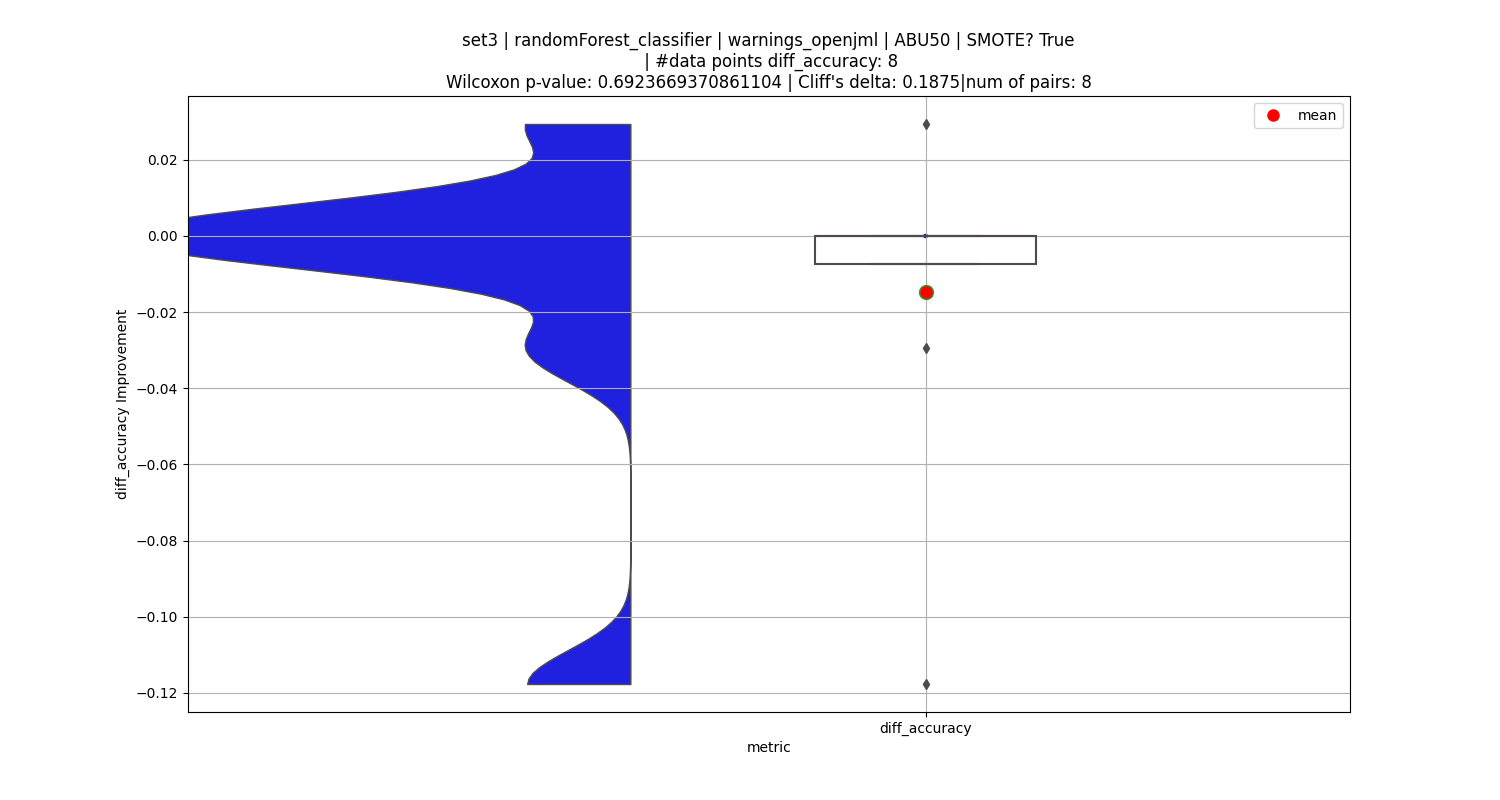 set3 | randomForest_classifier | warnings_openjml | ABU50 | SMOTE? True
| #data points diff_accuracy: 8
Wilcoxon p-value: 0.6923669370861104 | Cliff's delta: 0.1875|num of pairs: 8
mean
0.02
0.00
−0.02
−0.04
−0.06
−0.08
−0.10
−0.12
diff_accuracy Improvement
diff_accuracy
metric